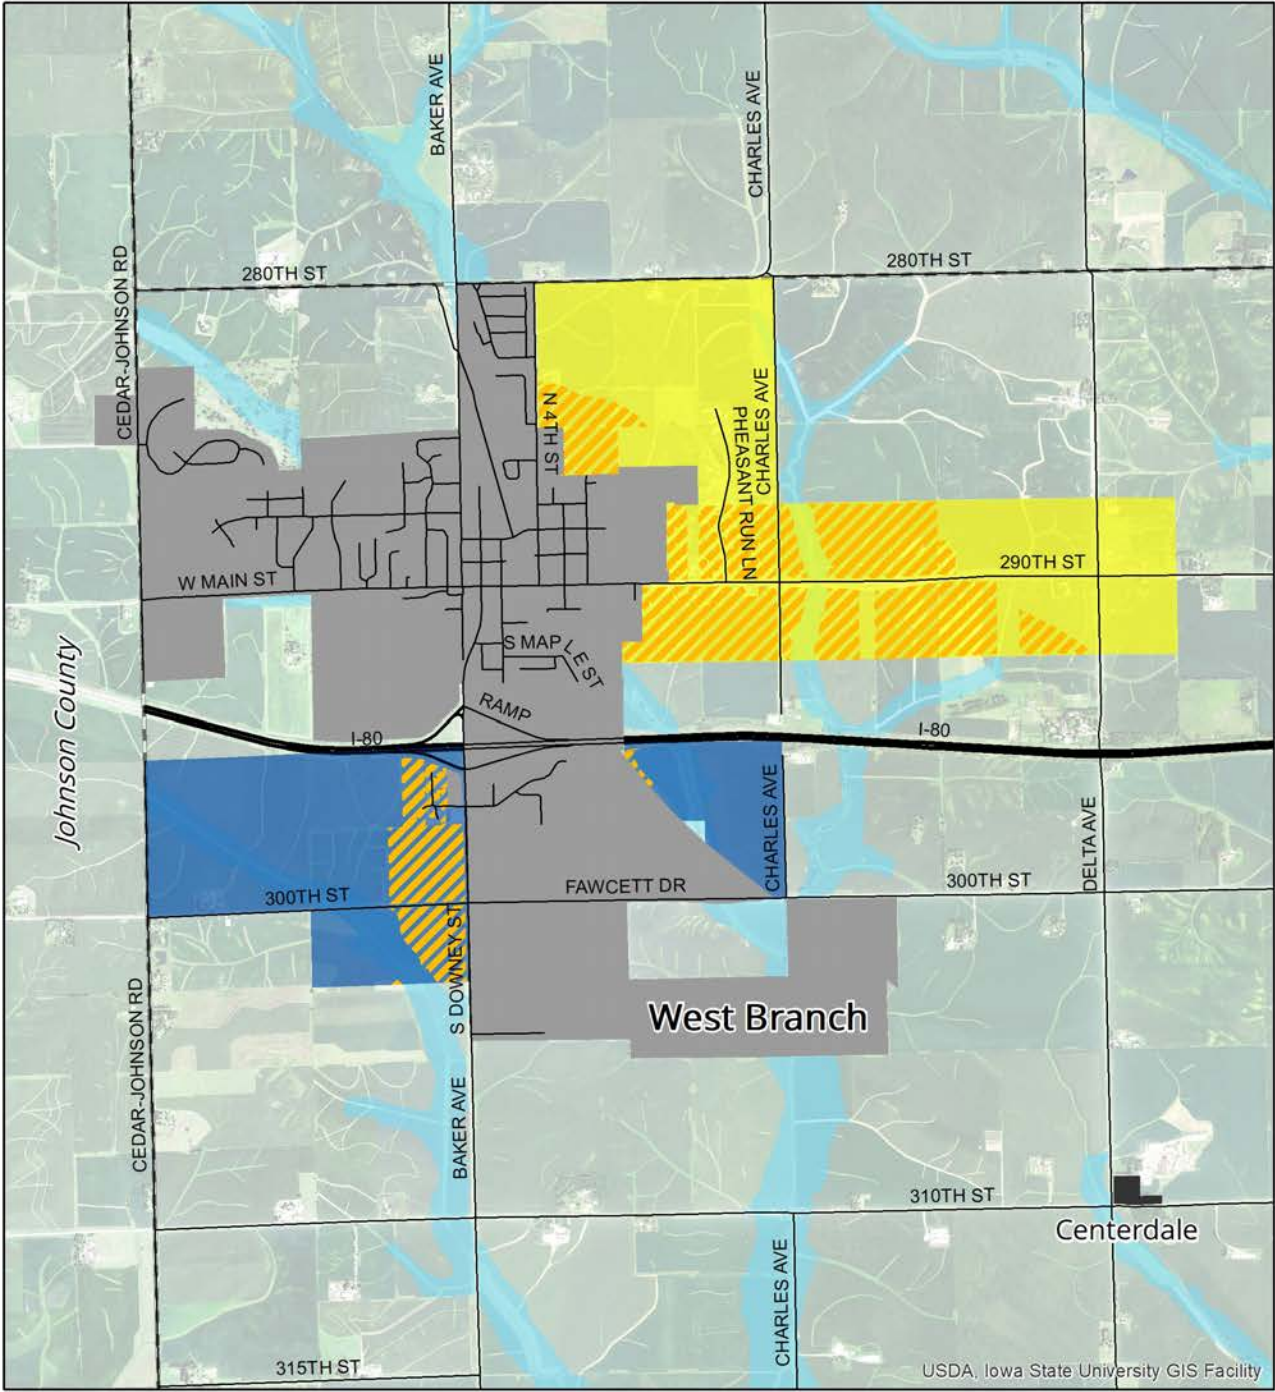 BAKER AVE
CHARLES AVE
CEDAR-JOHNSON RD
280TH ST
280TH ST
N 4TH ST
CHARLES AVE
PHEASANT RUN LN
290TH ST
W MAIN ST
S MAPLE ST
RAMP
Johnson County
I-80
I-80
CHARLES AVE
DELTA AVE
300TH ST
FAWCETT DR
300TH ST
S DOWNEY ST
CEDAR-JOHNSON RD
West Branch
BAKER AVE
310TH ST
Centerdale
CHARLES AVE
315TH ST
USDA, Iowa State University GIS Facility